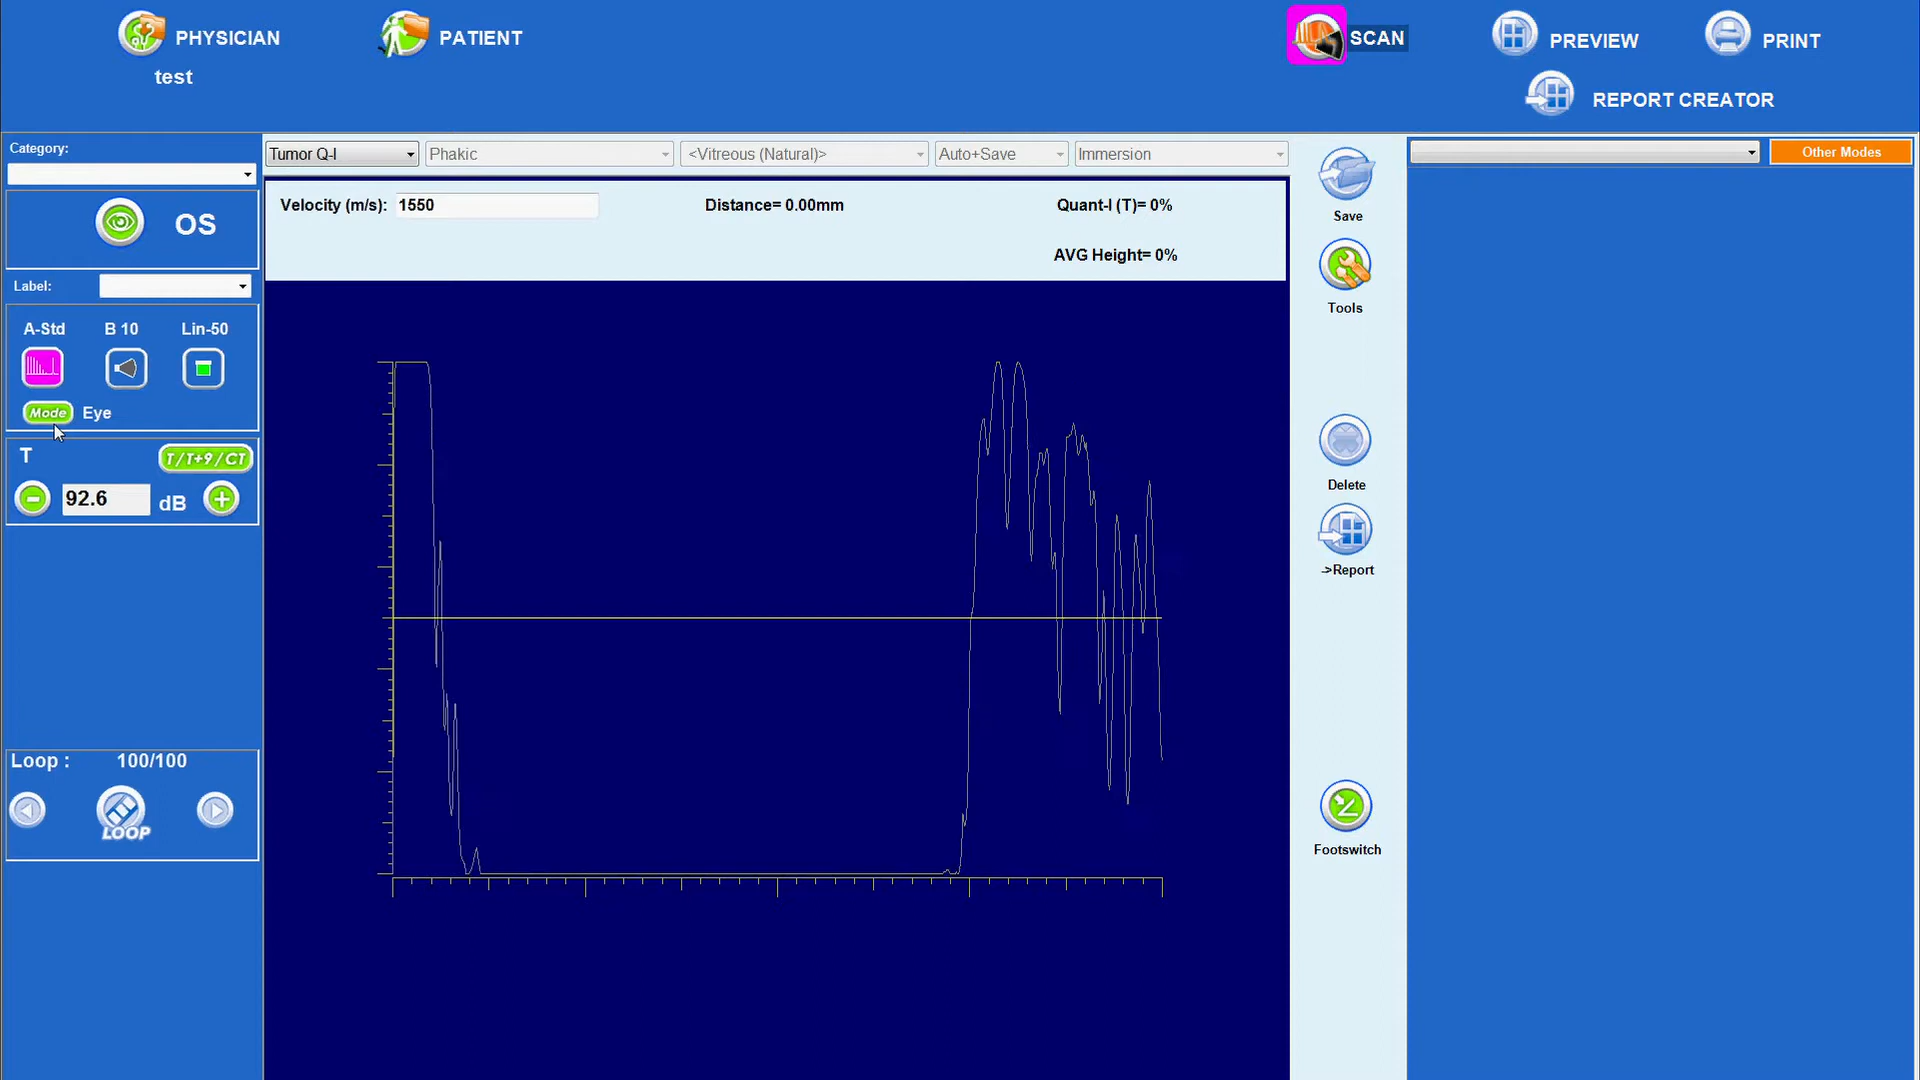 PHYSICIAN
test
PATIENT
SCAN
PREVIEW
PRINT
REPORT CREATOR
Category:
OS
Label:
A-Std B 10 Lin-50
Mode Eye
T T/T+9/CT
92.6 dB
Loop : 100/100
LOOP
Tumor Q-I Phakic <Vitreous (Natural)> Auto+Save Immersion
Velocity (m/s): 1550 Distance= 0.00mm Quant-I (T)= 0%
AVG Height= 0%
Save
Tools
Delete
->Report
Footswitch
Other Modes